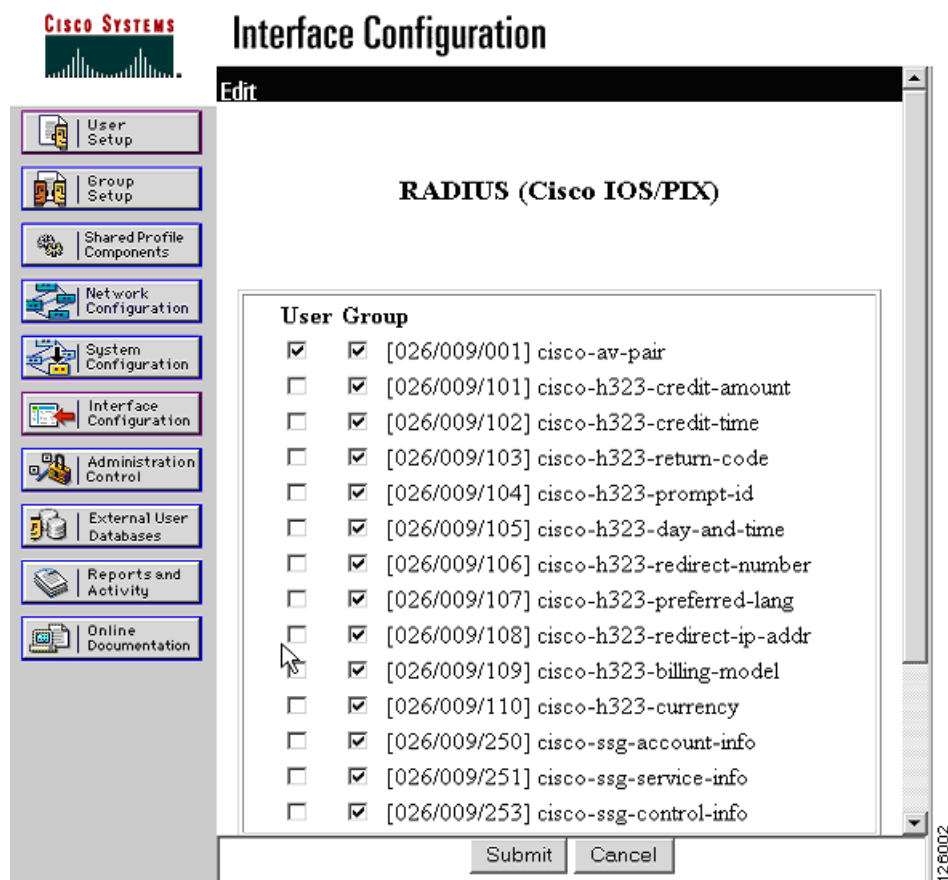 CISCO SYSTEMS
Interface Configuration
Edit
User
Setup
Group
Setup
Shared Profile
Components
Network
Configuration
System
Configuration
Interface
Configuration
Administration
Control
External User
Databases
Reports and
Activity
Online
Documentation
RADIUS (Cisco IOS/PIX)
User Group
[026/009/001] cisco-av-pair
[026/009/101] cisco-h323-credit-amount
[026/009/102] cisco-h323-credit-time
[026/009/103] cisco-h323-return-code
[026/009/104] cisco-h323-prompt-id
[026/009/105] cisco-h323-day-and-time
[026/009/106] cisco-h323-redirect-number
[026/009/107] cisco-h323-preferred-lang
[026/009/108] cisco-h323-redirect-ip-addr
[026/009/109] cisco-h323-billing-model
[026/009/110] cisco-h323-currency
[026/009/250] cisco-ssg-account-info
[026/009/251] cisco-ssg-service-info
[026/009/253] cisco-ssg-control-info
Submit Cancel
126002